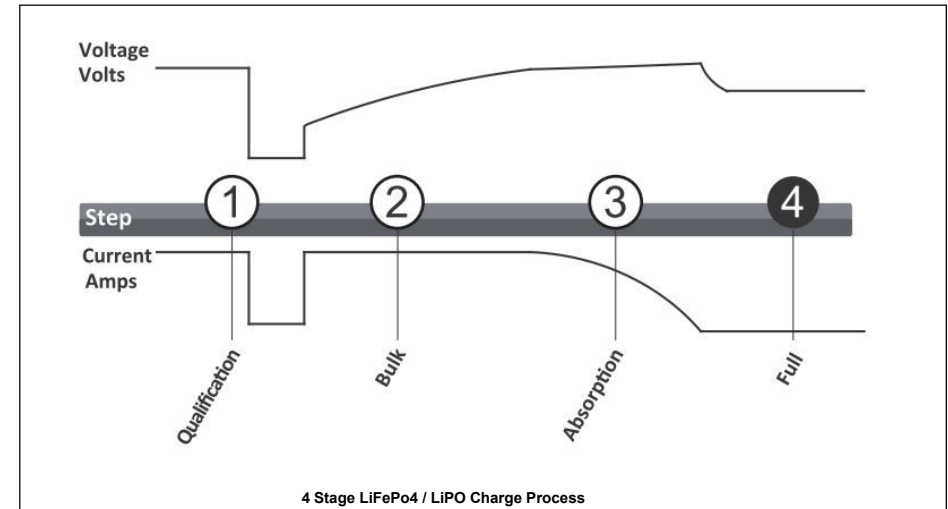 Voltage
Volts
1
2
3
4
Step
Current
Amps
Qualification
Bulk
Absorption
Full
4 Stage LiFePo4 / LiPO Charge Process